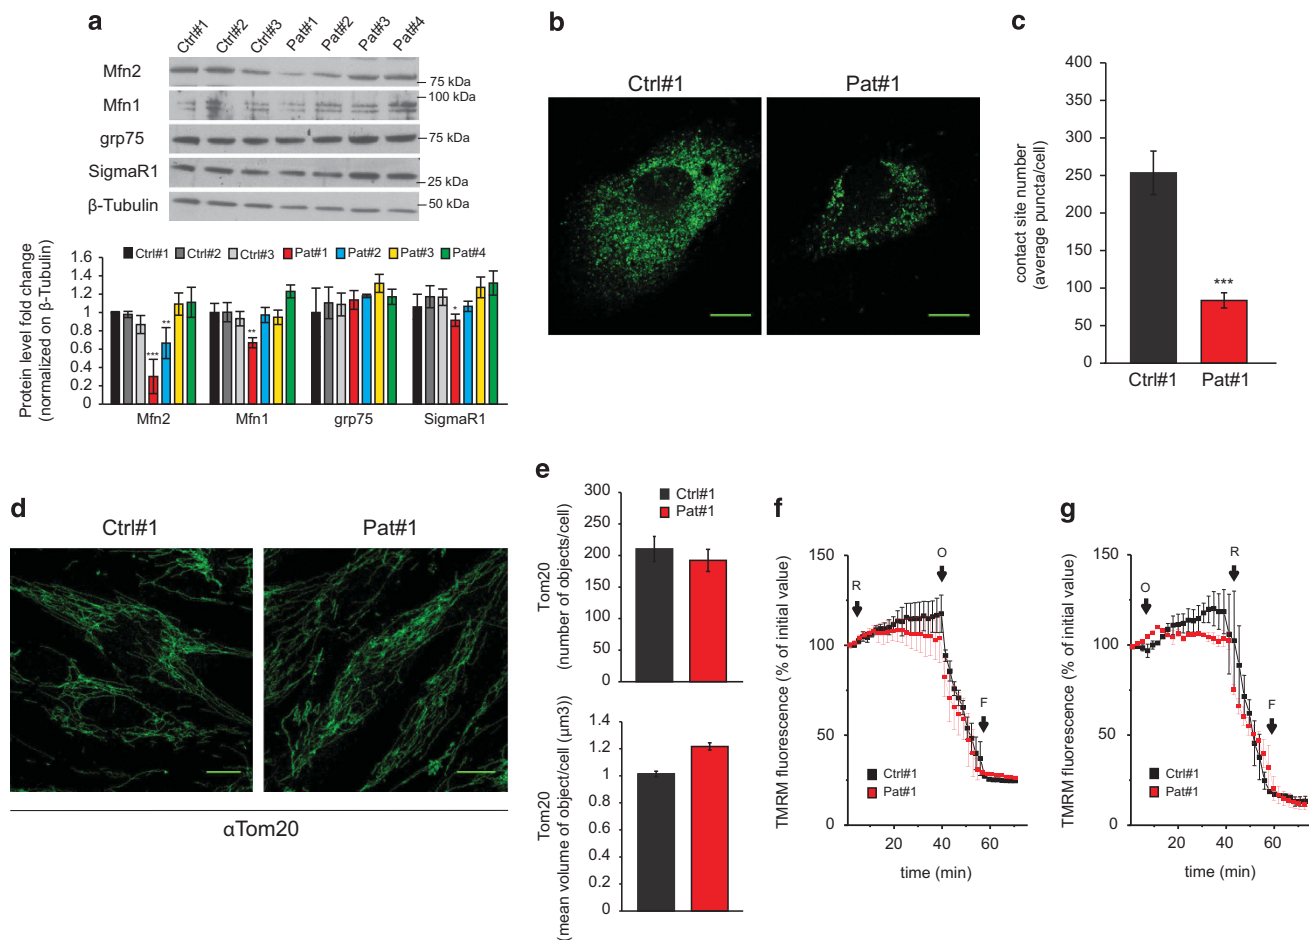 a
Ctrl#1 Ctrl#2 Ctrl#3 Pat#1 Pat#2 Pat#3 Pat#4
Mfn2
75 kDa
Mfn1
100 kDa
grp75
75 kDa
SigmaR1
25 kDa
β-Tubulin
50 kDa
Ctrl#1 Ctrl#2 Ctrl#3 Pat#1 Pat#2 Pat#3 Pat#4
Protein level fold change
(normalized on β-Tubulin)
1.6
1.4
1.2
1
0.8
0.6
0.4
0.2
0
***
**
**
*
Mfn2 Mfn1 grp75 SigmaR1
b
Ctrl#1 Pat#1
c
contact site number
(average puncta/cell)
400
350
300
250
200
150
100
50
0
***
Ctrl#1 Pat#1
d
Ctrl#1 Pat#1
αTom20
e
Tom20
(number of objects/cell)
300
250
200
150
100
50
0
Ctrl#1
Pat#1
Tom20
(mean volume of object/cell (μm3)
1.4
1.2
1
0.8
0.6
0.4
0.2
0
f
TMRM fluorescence (% of initial value)
150
100
50
0
R
O
F
Ctrl#1
Pat#1
20 40 60
time (min)
g
TMRM fluorescence (% of initial value)
150
100
50
0
O
R
F
Ctrl#1
Pat#1
20 40 60
time (min)